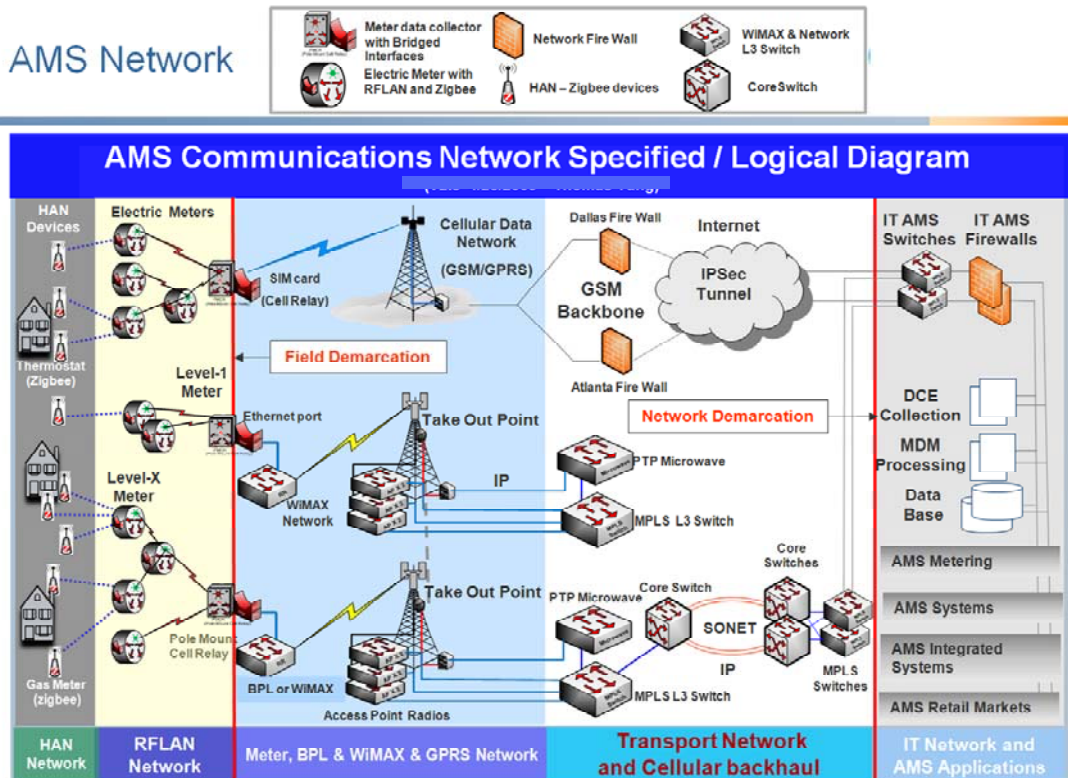 AMS Network
Meter data collector
with Bridged
Interfaces
Electric Meter with
RFLAN and Zigbee
Network Fire Wall
HAN – Zigbee devices
WiMAX & Network
L3 Switch
CoreSwitch
AMS Communications Network Specified / Logical Diagram
HAN
Devices
Electric Meters
SIM card
(Cell Relay)
Cellular Data
Network
(GSM/GPRS)
Dallas Fire Wall
Internet
GSM
Backbone
IPSec
Tunnel
Atlanta Fire Wall
IT AMS
Switches
IT AMS
Firewalls
Thermostat
(Zigbee)
Field Demarcation
Network Demarcation
Level-1
Meter
Ethernet port
Take Out Point
WiMAX
Network
IP
PTP Microwave
MPLS L3 Switch
DCE
Collection
MDM
Processing
Data
Base
Level-X
Meter
Pole Mount
Cell Relay
Take Out Point
BPL or WiMAX
Access Point Radios
PTP Microwave
MPLS L3 Switch
Core Switch
SONET
IP
Core
Switches
MPLS
Switches
Gas Meter
(zigbee)
AMS Metering
AMS Systems
AMS Integrated
Systems
AMS Retail Markets
HAN
Network
RFLAN
Network
Meter, BPL & WiMAX & GPRS Network
Transport Network
and Cellular backhaul
IT Network and
AMS Applications